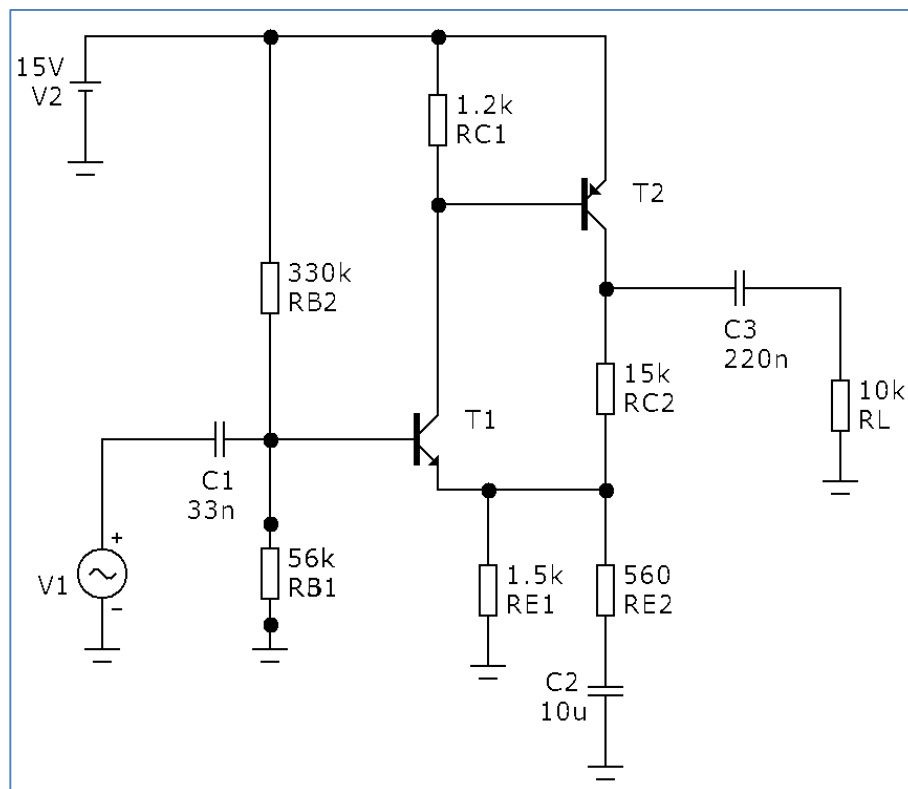 15V
V2
1.2k
RC1
T2
330k
RB2
C3
220n
15k
RC2
10k
RL
T1
C1
33n
+
V1
-
56k
RB1
1.5k
RE1
560
RE2
C2
10u